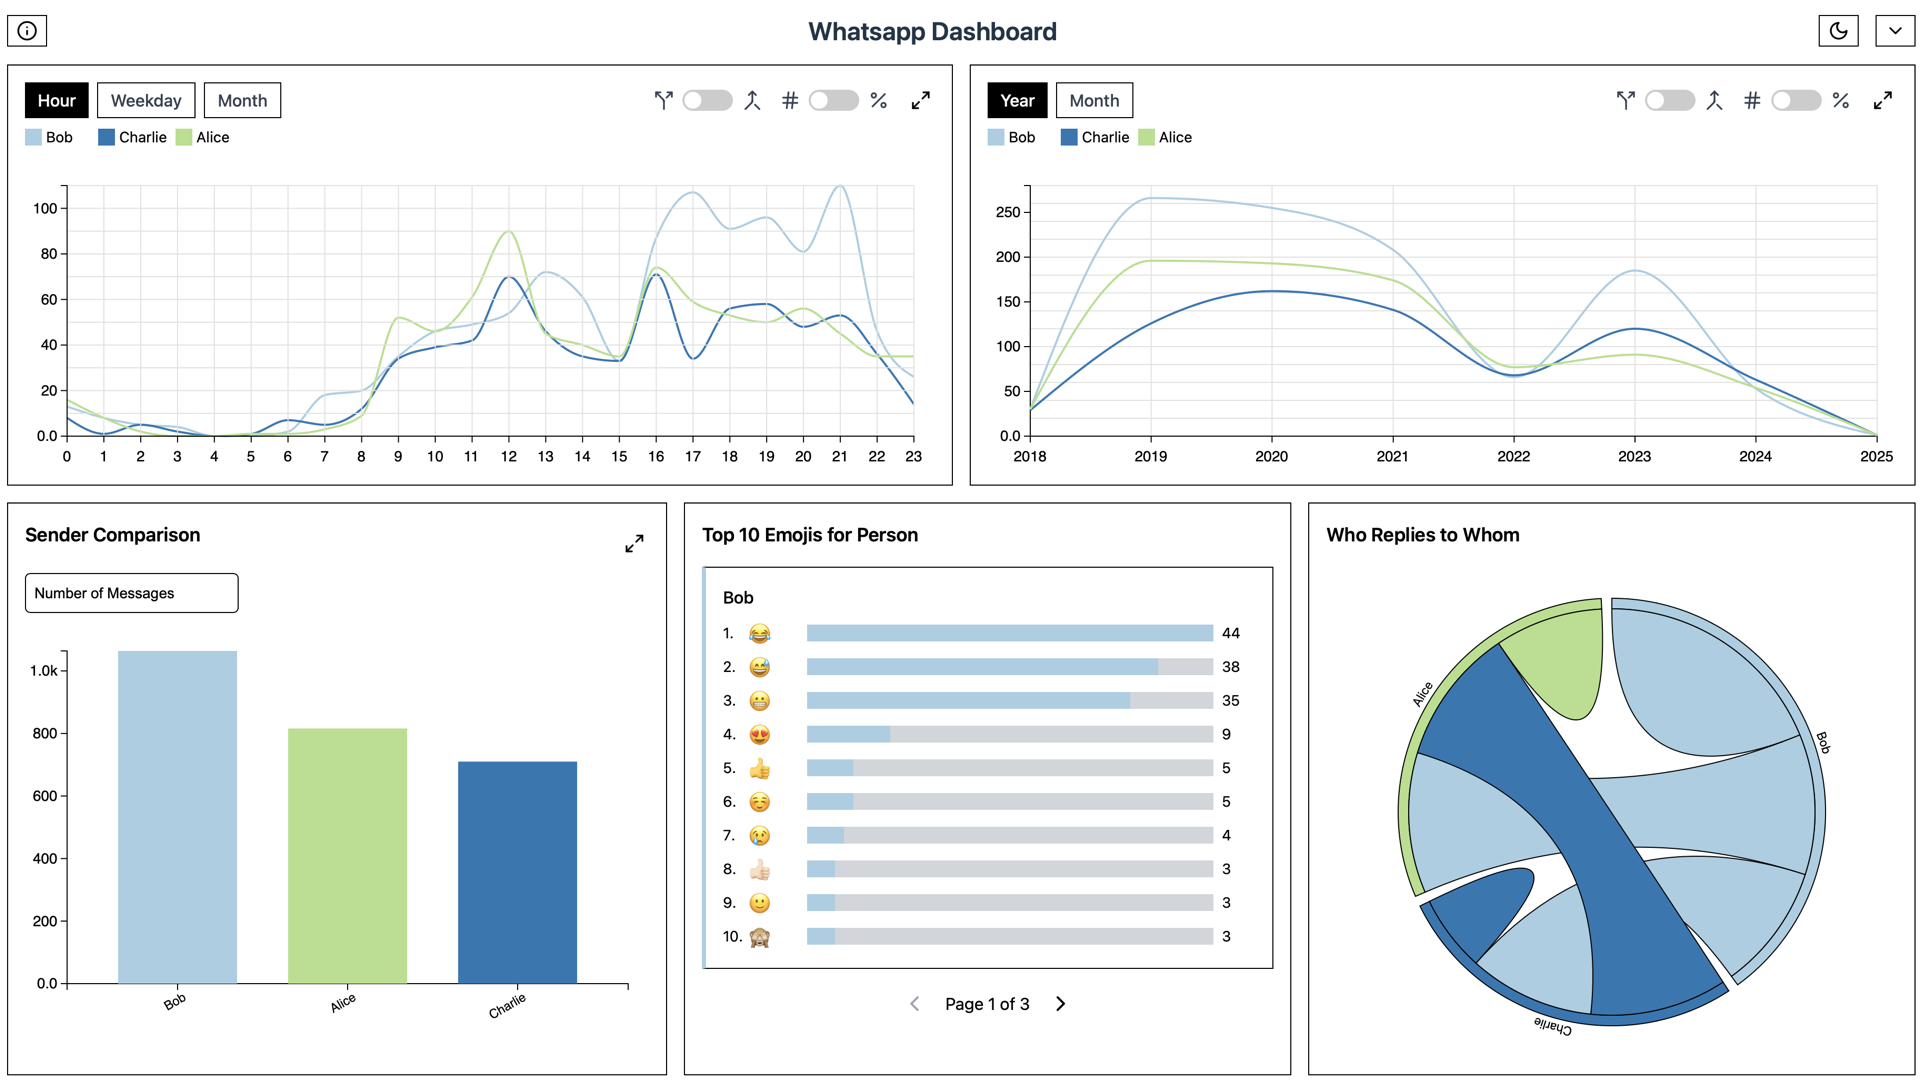 Whatsapp Dashboard
Hour Weekday Month # %
Bob Charlie Alice
100
80
60
40
20
0.0
0 1 2 3 4 5 6 7 8 9 10 11 12 13 14 15 16 17 18 19 20 21 22 23
Year Month # %
Bob Charlie Alice
250
200
150
100
50
0.0
2018 2019 2020 2021 2022 2023 2024 2025
Sender Comparison
Number of Messages
1.0k
800
600
400
200
0.0
Bob Alice Charlie
Top 10 Emojis for Person
Bob
1. 😂 44
2. 😅 38
3. 😬 35
4. 😍 9
5. 👍 5
6. ☺️ 5
7. 😢 4
8. 👍🏻 3
9. 🙂 3
10. 🙈 3
Page 1 of 3
Who Replies to Whom
Alice
Bob
Charlie